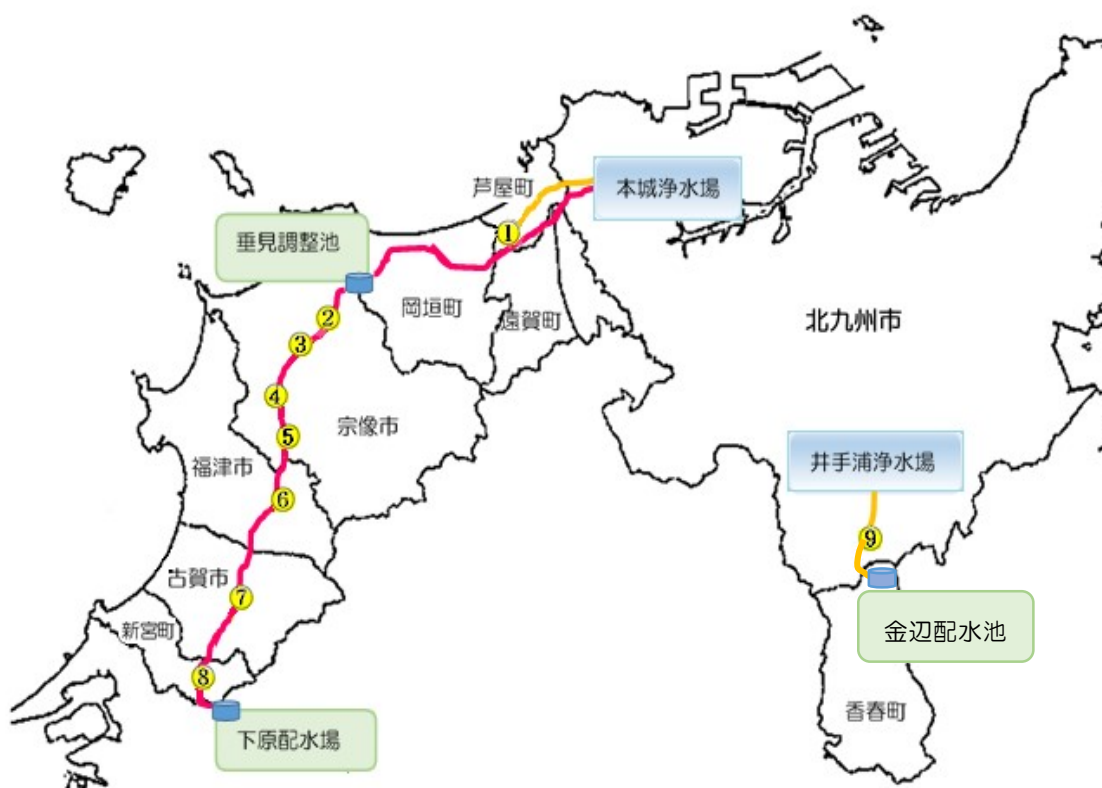 芦屋町
本城浄水場
①
垂見調整池
岡垣町
遠賀町
北九州市
②
③
④
宗像市
⑤
福津市
井手浦浄水場
⑥
⑨
古賀市
⑦
新宮町
金辺配水池
⑧
香春町
下原配水場